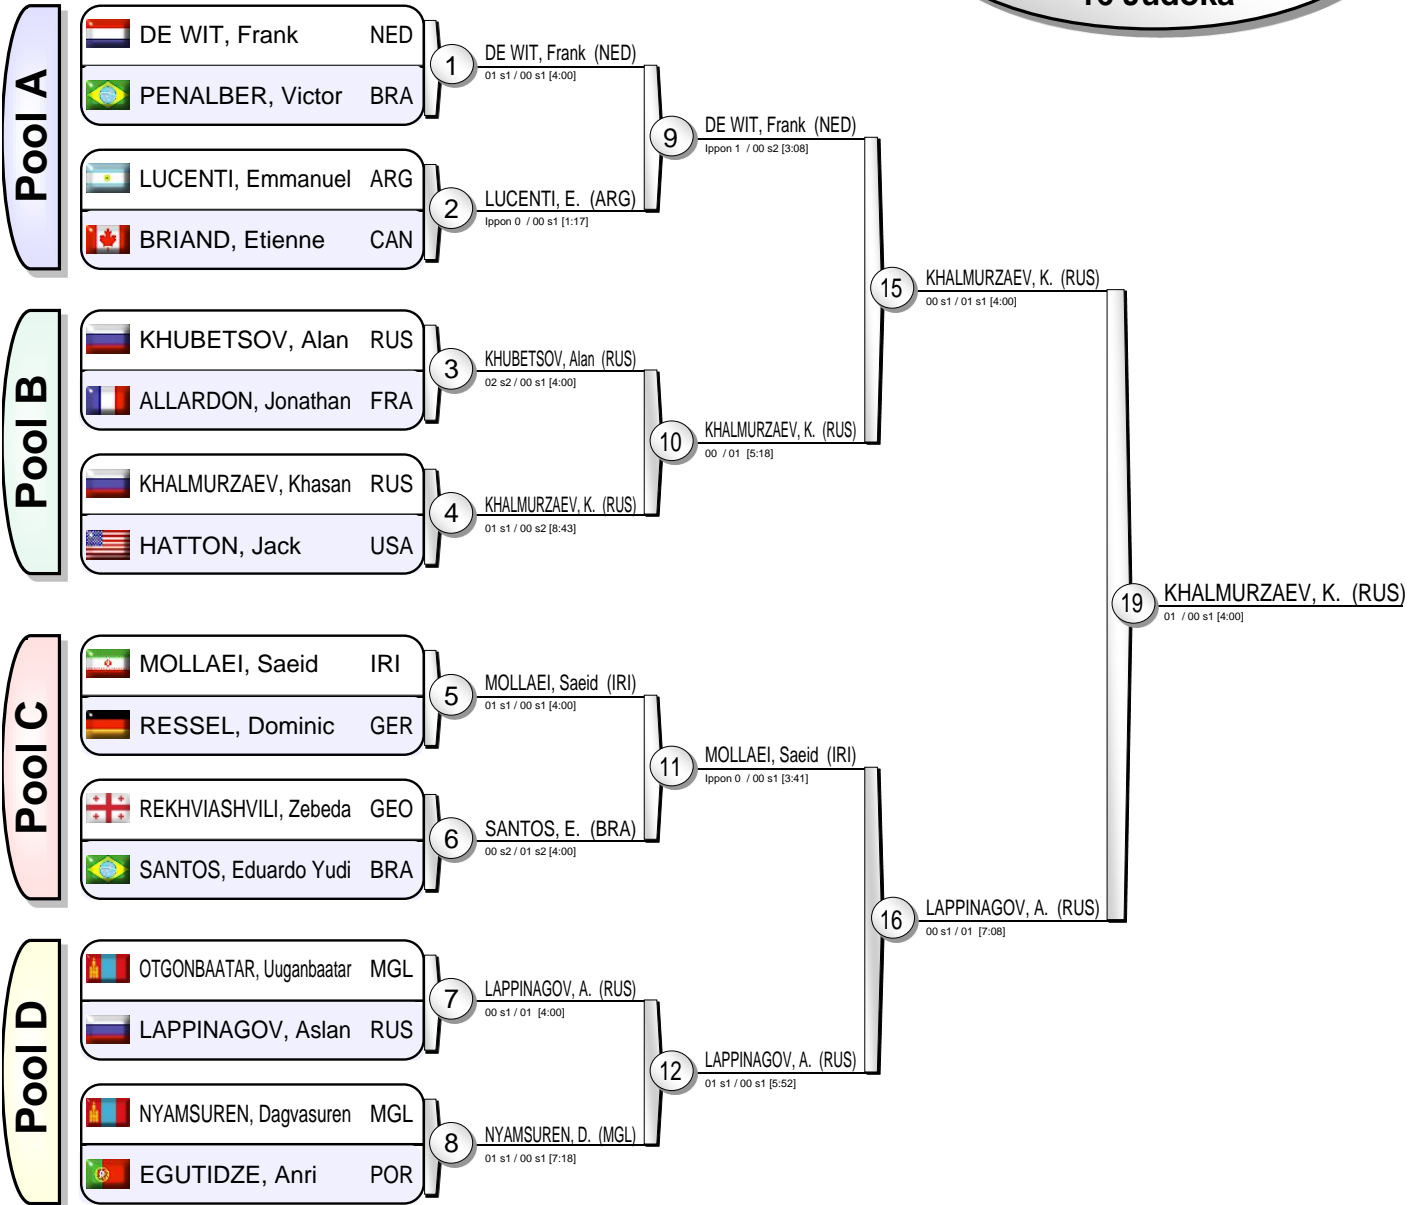 16 Judoka
Pool A
DE WIT, Frank NED
PENALBER, Victor BRA
1
DE WIT, Frank (NED)
01 s1 / 00 s1 [4:00]
LUCENTI, Emmanuel ARG
BRIAND, Etienne CAN
2
LUCENTI, E. (ARG)
Ippon 0 / 00 s1 [1:17]
9
DE WIT, Frank (NED)
Ippon 1 / 00 s2 [3:08]
Pool B
KHUBETSOV, Alan RUS
ALLARDON, Jonathan FRA
3
KHUBETSOV, Alan (RUS)
02 s2 / 00 s1 [4:00]
KHALMURZAEV, Khasan RUS
HATTON, Jack USA
4
KHALMURZAEV, K. (RUS)
01 s1 / 00 s2 [8:43]
10
KHALMURZAEV, K. (RUS)
00 / 01 [5:18]
15
KHALMURZAEV, K. (RUS)
00 s1 / 01 s1 [4:00]
Pool C
MOLLAEI, Saeid IRI
RESSEL, Dominic GER
5
MOLLAEI, Saeid (IRI)
01 s1 / 00 s1 [4:00]
REKHVIASHVILI, Zebeda GEO
SANTOS, Eduardo Yudi BRA
6
SANTOS, E. (BRA)
00 s2 / 01 s2 [4:00]
11
MOLLAEI, Saeid (IRI)
Ippon 0 / 00 s1 [3:41]
Pool D
OTGONBAATAR, Uuganbaatar MGL
LAPPINAGOV, Aslan RUS
7
LAPPINAGOV, A. (RUS)
00 s1 / 01 [4:00]
NYAMSUREN, Dagvasuren MGL
EGUTIDZE, Anri POR
8
NYAMSUREN, D. (MGL)
01 s1 / 00 s1 [7:18]
12
LAPPINAGOV, A. (RUS)
01 s1 / 00 s1 [5:52]
16
LAPPINAGOV, A. (RUS)
00 s1 / 01 [7:08]
19
KHALMURZAEV, K. (RUS)
01 / 00 s1 [4:00]